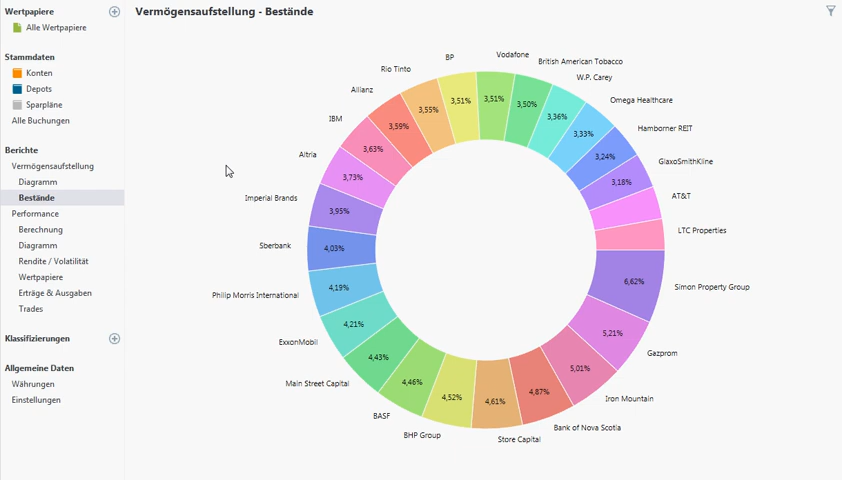 Wertpapiere
Alle Wertpapiere
Stammdaten
Konten
Depots
Sparpläne
Alle Buchungen
Berichte
Vermögensaufstellung
Diagramm
Bestände
Performance
Berechnung
Diagramm
Rendite / Volatilität
Wertpapiere
Erträge & Ausgaben
Trades
Klassifizierungen
Allgemeine Daten
Währungen
Einstellungen
Vermögensaufstellung - Bestände
Vodafone
3,51%
British American Tobacco
3,50%
W.P. Carey
3,36%
Omega Healthcare
3,33%
Hamborner REIT
3,24%
GlaxoSmithKline
3,18%
AT&T
LTC Properties
Simon Property Group
6,62%
Gazprom
5,21%
Iron Mountain
5,01%
Bank of Nova Scotia
4,87%
Store Capital
4,61%
BHP Group
4,52%
BASF
4,46%
Main Street Capital
4,43%
ExxonMobil
4,21%
Philip Morris International
4,19%
Sberbank
4,03%
Imperial Brands
3,95%
Altria
3,73%
IBM
3,63%
Allianz
3,59%
Rio Tinto
3,55%
BP
3,51%